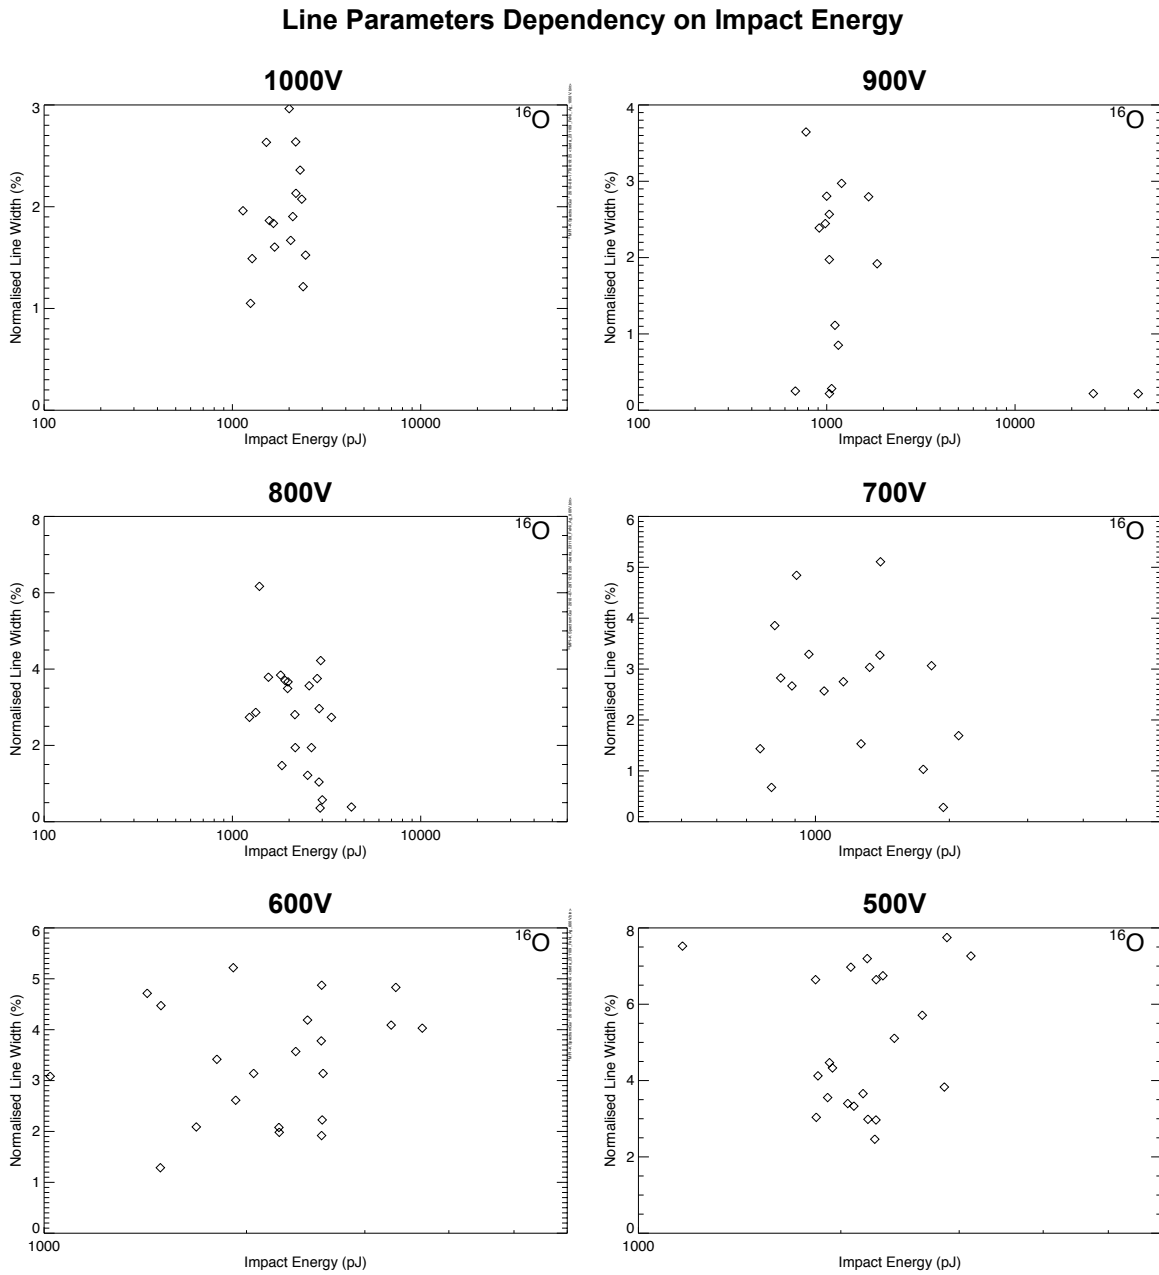 Line Parameters Dependency on Impact Energy
1000V
16O
3
2
1
0
Normalised Line Width (%)
100
1000
10000
Impact Energy (pJ)
900V
16O
4
3
2
1
0
Normalised Line Width (%)
100
1000
10000
Impact Energy (pJ)
800V
16O
8
6
4
2
0
Normalised Line Width (%)
100
1000
10000
Impact Energy (pJ)
700V
16O
6
5
4
3
2
1
0
Normalised Line Width (%)
1000
Impact Energy (pJ)
600V
16O
6
5
4
3
2
1
0
Normalised Line Width (%)
1000
Impact Energy (pJ)
500V
16O
8
6
4
2
0
Normalised Line Width (%)
1000
Impact Energy (pJ)